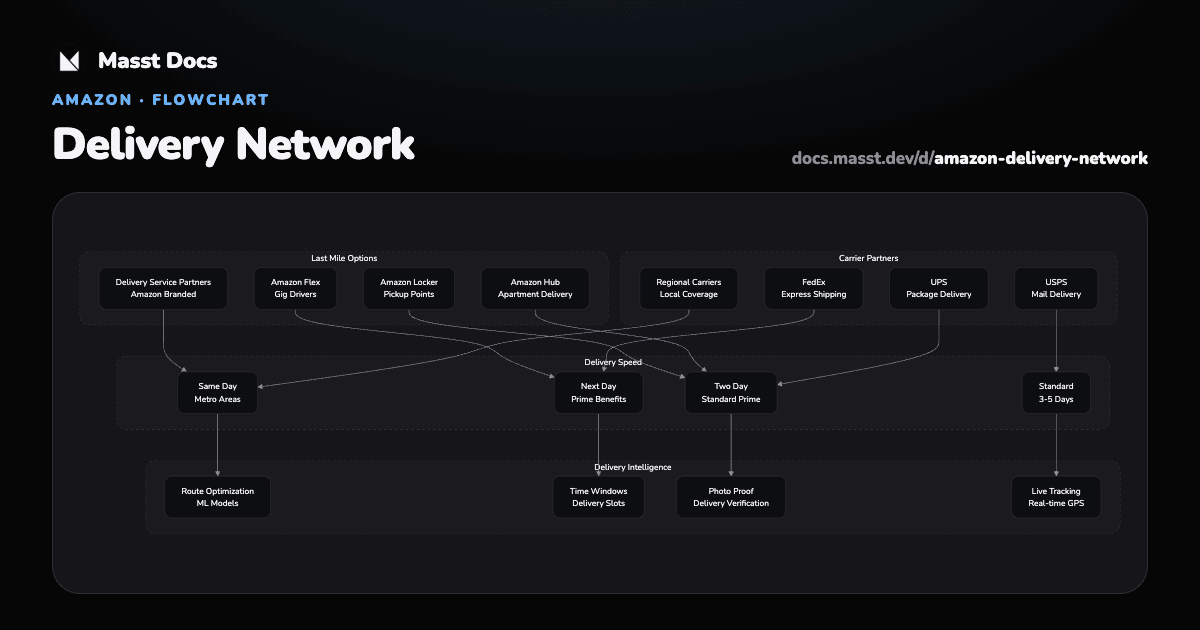 Masst Docs
AMAZON · FLOWCHART
Delivery Network
docs.masst.dev/d/amazon-delivery-network
Last Mile Options
Delivery Service Partners
Amazon Branded
Amazon Flex
Gig Drivers
Amazon Locker
Pickup Points
Amazon Hub
Apartment Delivery
Carrier Partners
Regional Carriers
Local Coverage
FedEx
Express Shipping
UPS
Package Delivery
USPS
Mail Delivery
Delivery Speed
Same Day
Metro Areas
Next Day
Prime Benefits
Two Day
Standard Prime
Standard
3-5 Days
Delivery Intelligence
Route Optimization
ML Models
Time Windows
Delivery Slots
Photo Proof
Delivery Verification
Live Tracking
Real-time GPS